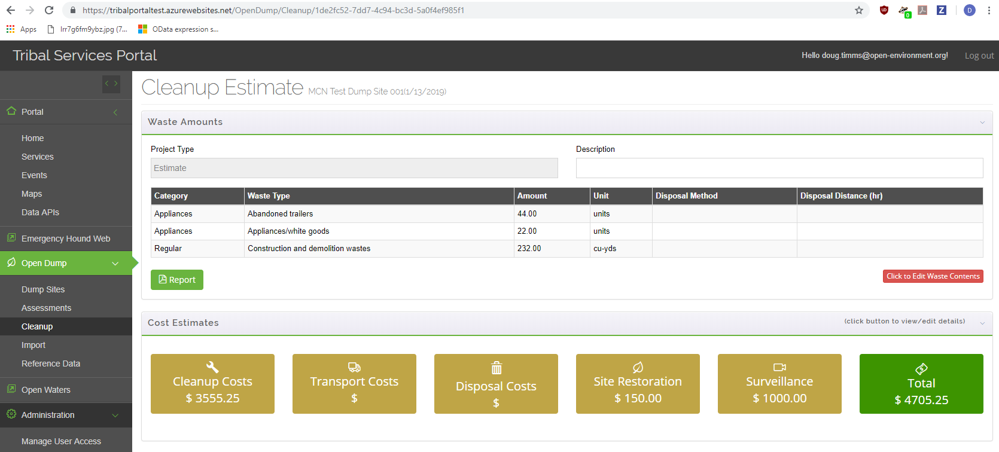 https://tribalportaltest.azurewebsites.net/OpenDump/Cleanup/1de2fc52-7dd7-4c94-bc3d-5a0f4ef985f1
0
Z
D
Apps
lrr7g6fm9ybz.jpg (7...
OData expression s...
Tribal Services Portal
Hello doug.timms@open-environment.org!
Log out
Portal
Home
Services
Events
Maps
Data APIs
Emergency Hound Web
Open Dump
Dump Sites
Assessments
Cleanup
Import
Reference Data
Open Waters
Administration
Manage User Access
Cleanup Estimate MCN Test Dump Site 001(1/13/2019)
Waste Amounts
Project Type
Description
Estimate
Category Waste Type Amount Unit Disposal Method Disposal Distance (hr)
Appliances Abandoned trailers 44.00 units
Appliances Appliances/white goods 22.00 units
Regular Construction and demolition wastes 232.00 cu-yds
Report
Click to Edit Waste Contents
Cost Estimates
(click button to view/edit details)
Cleanup Costs
$ 3555.25
Transport Costs
$
Disposal Costs
$
Site Restoration
$ 150.00
Surveillance
$ 1000.00
Total
$ 4705.25